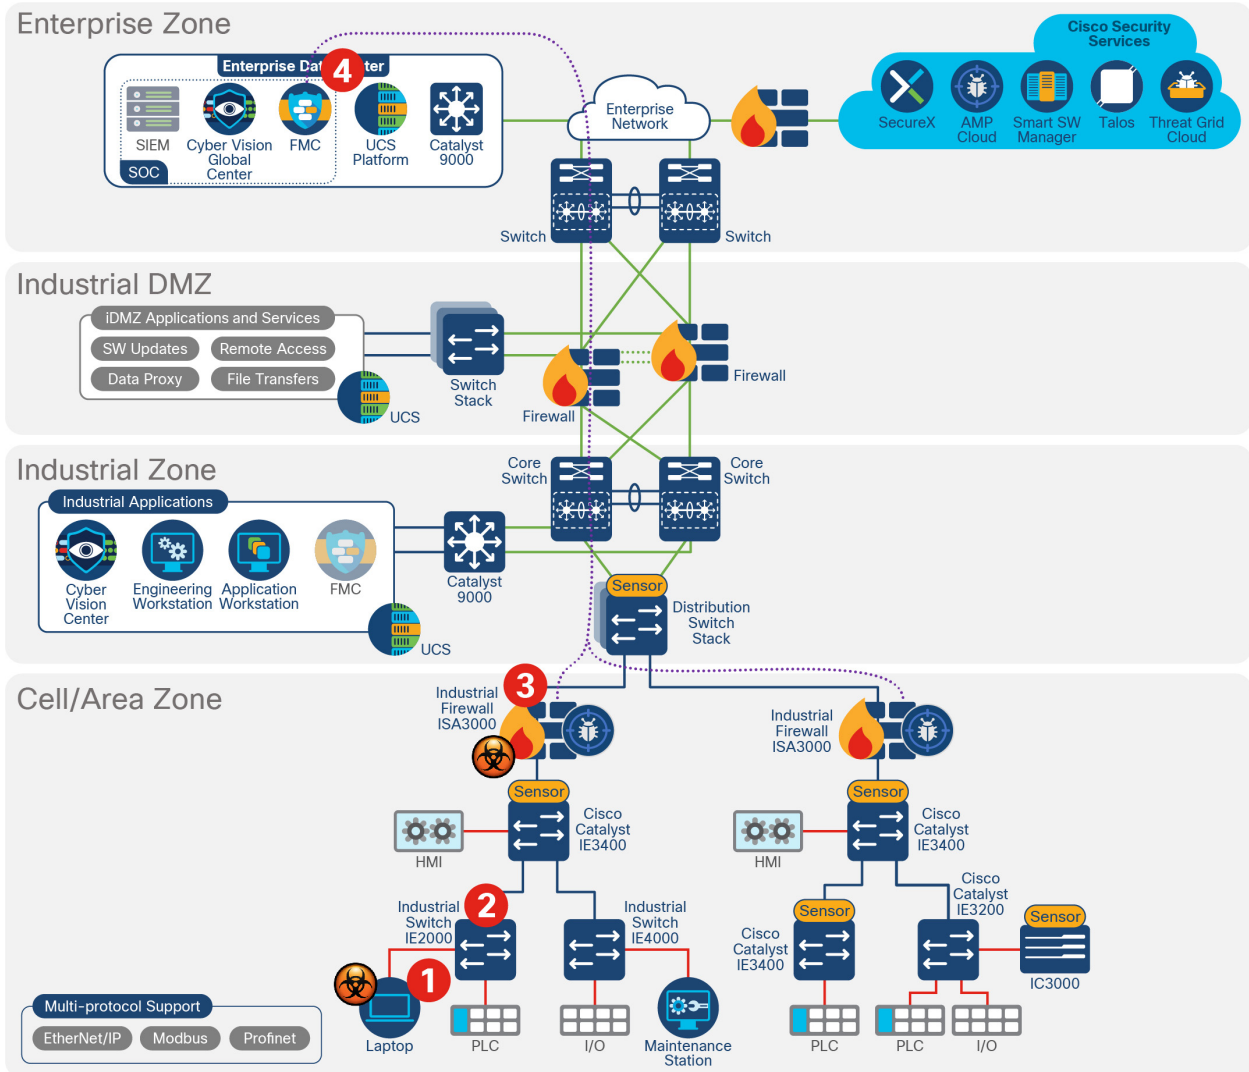 Enterprise Zone
Enterprise Data Center
4
SIEM
Cyber Vision
Global
Center
FMC
UCS
Platform
Catalyst
9000
SOC
Enterprise
Network
Cisco Security
Services
SecureX
AMP
Cloud
Smart SW
Manager
Talos
Threat Grid
Cloud
Switch
Switch
Industrial DMZ
iDMZ Applications and Services
SW Updates
Remote Access
Data Proxy
File Transfers
UCS
Switch
Stack
Firewall
Firewall
Industrial Zone
Industrial Applications
Cyber
Vision
Center
Engineering
Workstation
Application
Workstation
FMC
UCS
Catalyst
9000
Core
Switch
Core
Switch
Sensor
Distribution
Switch
Stack
Cell/Area Zone
3
Industrial
Firewall
ISA3000
Industrial
Firewall
ISA3000
Sensor
Cisco
Catalyst
IE3400
HMI
Sensor
Cisco
Catalyst
IE3400
HMI
2
Industrial
Switch
IE2000
Industrial
Switch
IE4000
Sensor
Cisco
Catalyst
IE3400
Cisco
Catalyst
IE3200
Sensor
IC3000
1
Laptop
PLC
I/O
Maintenance
Station
PLC
PLC
I/O
Multi-protocol Support
EtherNet/IP
Modbus
Profinet